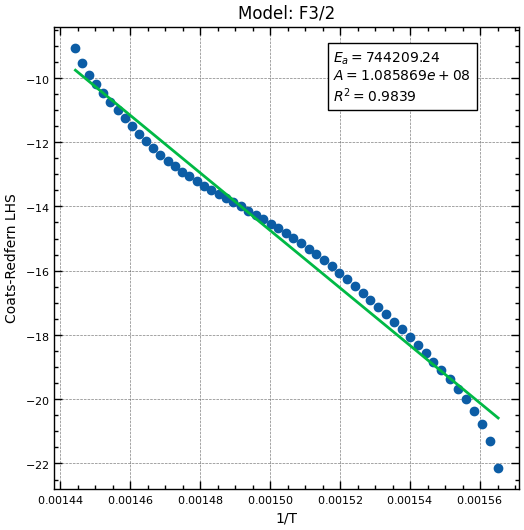 Model: F3/2
E_a = 744209.24
A = 1.085869e + 08
R^2 = 0.9839
Coats-Redfern LHS
−10
−12
−14
−16
−18
−20
−22
0.00144 0.00146 0.00148 0.00150 0.00152 0.00154 0.00156
1/T